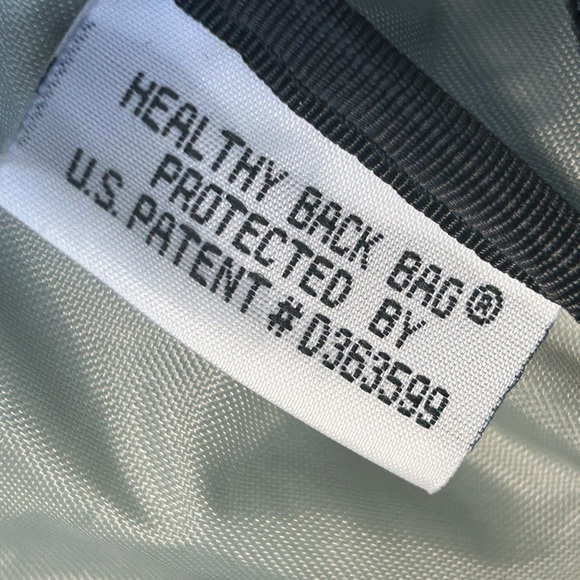 HEALTHY BACK BAG®
PROTECTED BY
U.S. PATENT # D363599